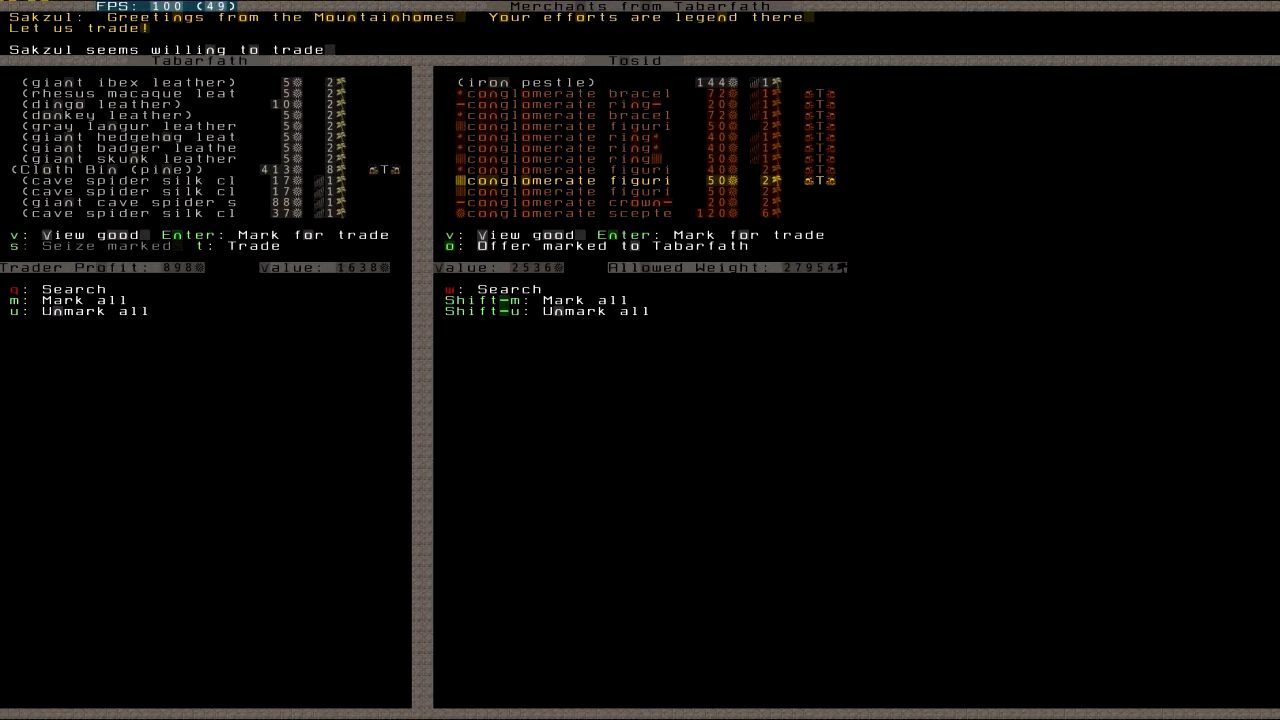 FPS: 100 (49)
Merchants from Tabarfath
Sakzul: Greetings from the Mountainhomes Your efforts are legend there
Let us trade!
Sakzul seems willing to trade
Tabarfath
Tosid
(giant ibex leather) 5☼ 2
(rhesus macaque leat 5☼ 2
(dingo leather) 10☼ 2
(donkey leather) 5☼ 2
(gray langur leather 5☼ 2
(giant hedgehog leat 5☼ 2
(giant badger leathe 5☼ 2
(giant skunk leather 5☼ 2
(Cloth Bin (pine)) 413☼ 8 T
(cave spider silk cl 17☼ 1
(cave spider silk cl 17☼ 1
(giant cave spider s 88☼ 1
(cave spider silk cl 37☼ 1
(iron pestle) 144☼ 1
*conglomerate bracel 72☼ 1 T
-conglomerate ring- 20☼ 1 T
*conglomerate bracel 72☼ 1 T
≡conglomerate figuri 50☼ 2 T
*conglomerate ring* 40☼ 1 T
*conglomerate ring* 40☼ 1 T
≡conglomerate ring≡ 50☼ 1 T
*conglomerate figuri 40☼ 2 T
≡conglomerate figuri 50☼ 2 T
≡conglomerate figuri 50☼ 2
-conglomerate crown- 20☼ 2
☼conglomerate scepte 120☼ 6
v: View good Enter: Mark for trade
s: Seize marked t: Trade
v: View good Enter: Mark for trade
o: Offer marked to Tabarfath
Trader Profit: 898☼ Value: 1638☼
Value: 2536☼ Allowed Weight: 27954
q: Search
m: Mark all
u: Unmark all
w: Search
Shift-m: Mark all
Shift-u: Unmark all